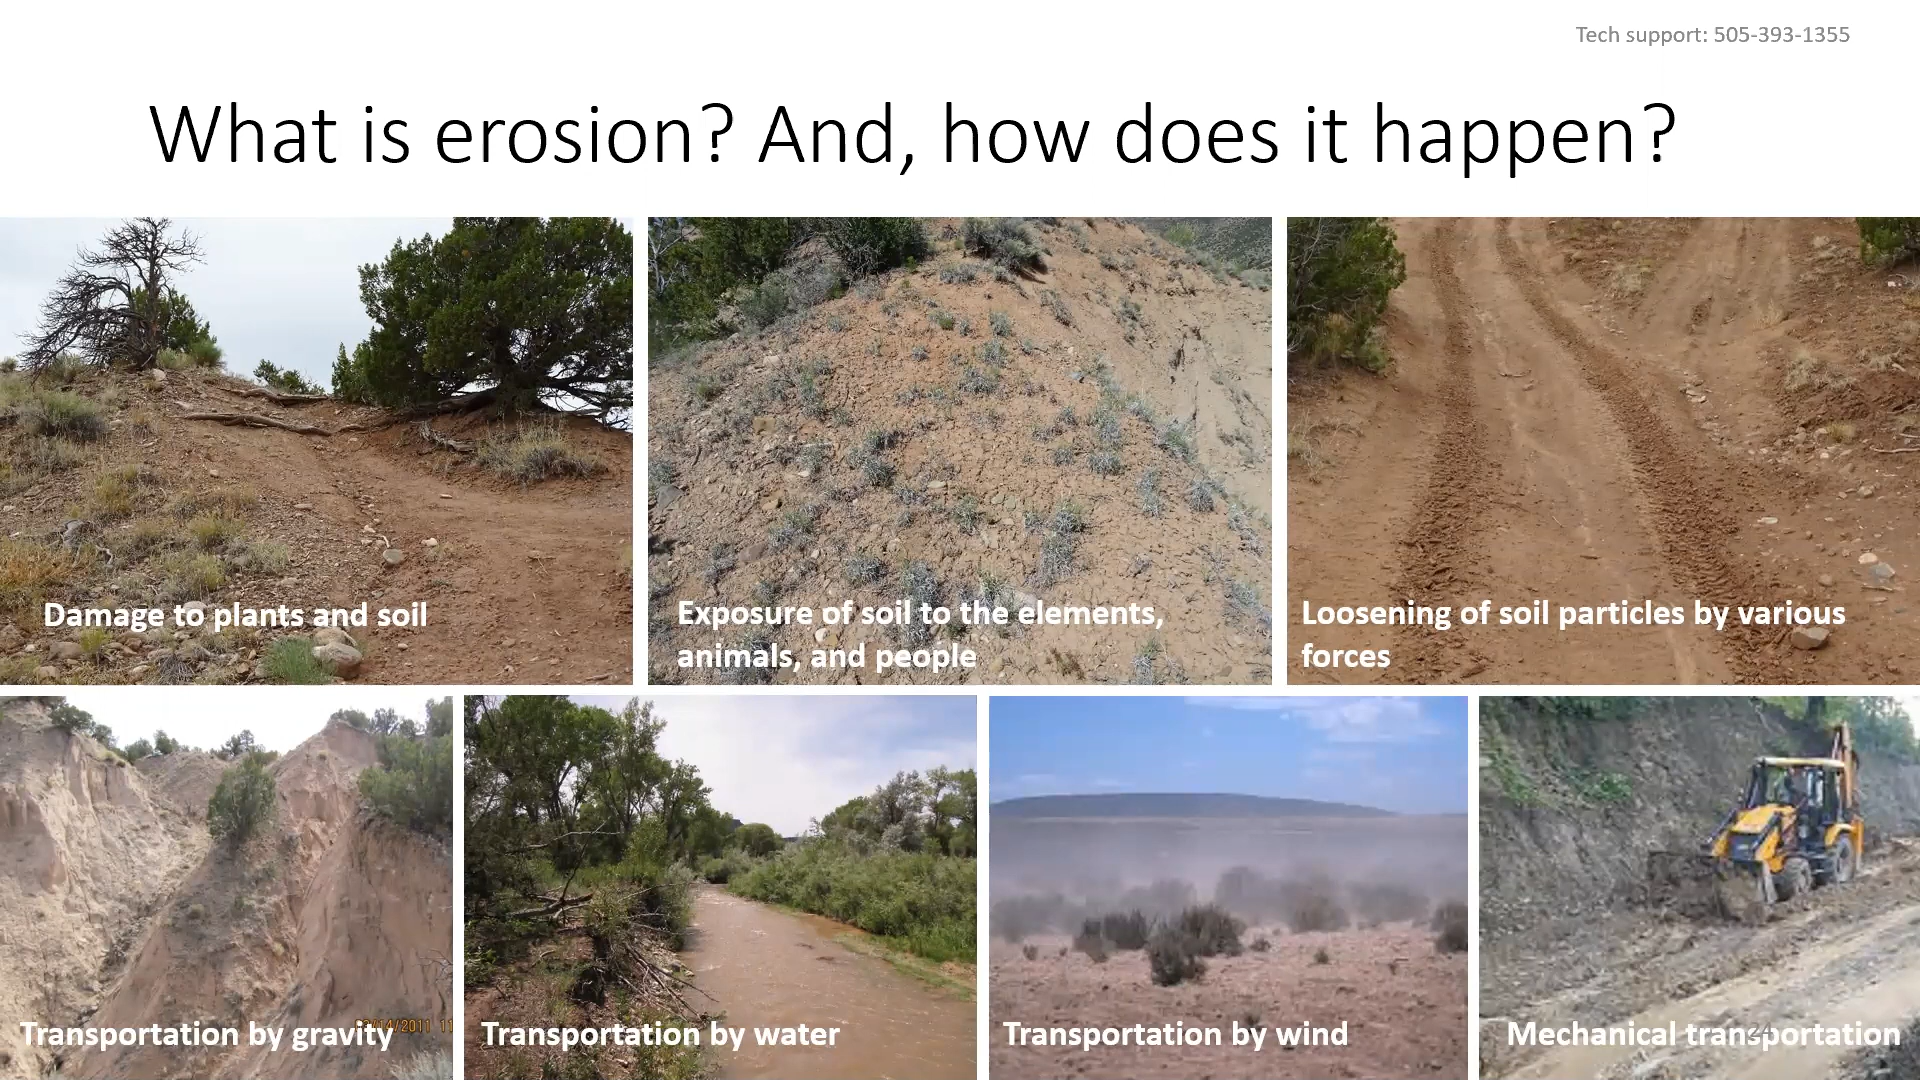 Tech support: 505-393-1355
What is erosion? And, how does it happen?
Damage to plants and soil
Exposure of soil to the elements,
animals, and people
Loosening of soil particles by various
forces
Transportation by gravity
Transportation by water
Transportation by wind
Mechanical transportation
24